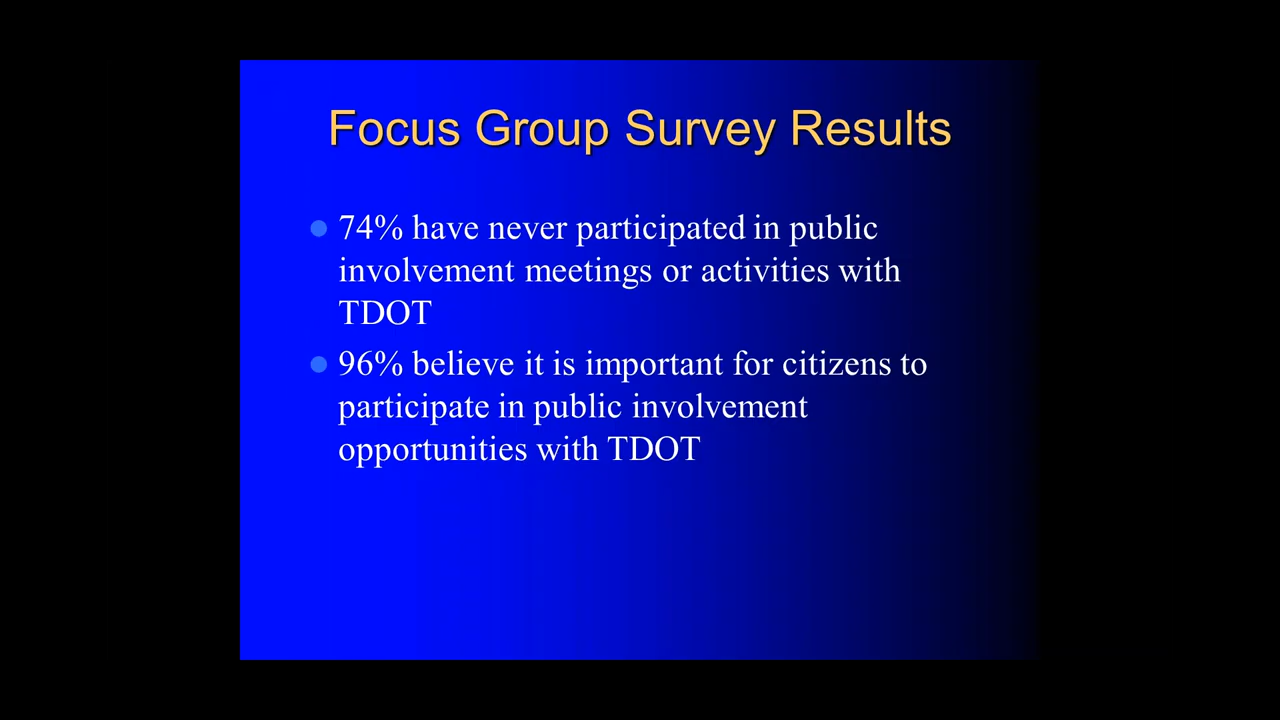 Focus Group Survey Results
74% have never participated in public
involvement meetings or activities with
TDOT
96% believe it is important for citizens to
participate in public involvement
opportunities with TDOT